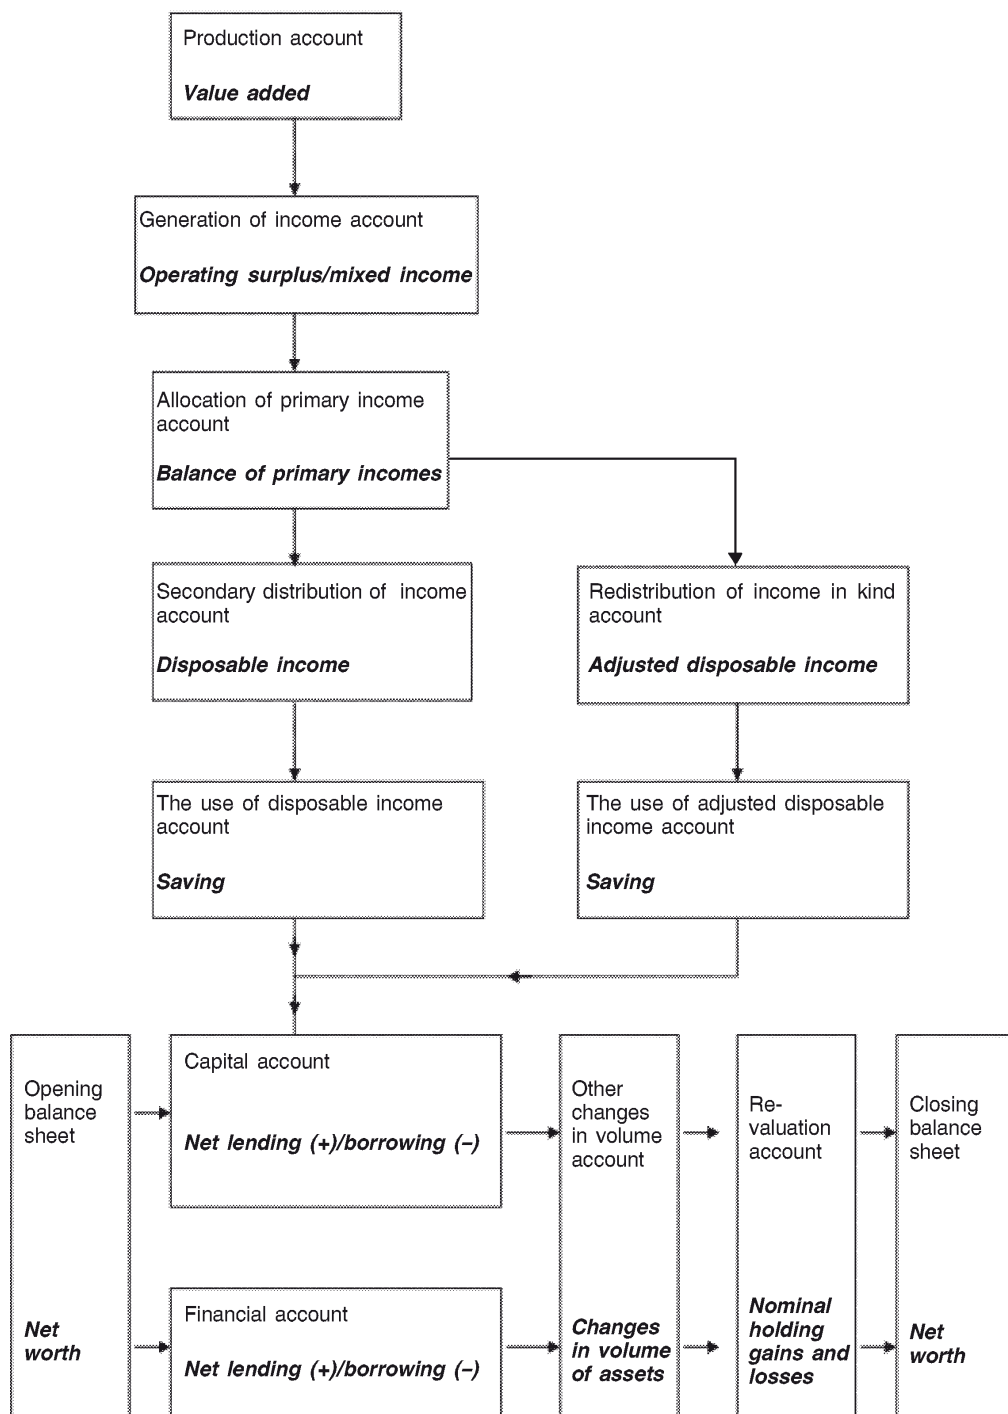 Production account
Value added
Generation of income account
Operating surplus/mixed income
Allocation of primary income
account
Balance of primary incomes
Secondary distribution of income
account
Disposable income
Redistribution of income in kind
account
Adjusted disposable income
The use of disposable income
account
Saving
The use of adjusted disposable
income account
Saving
Opening
balance
sheet
Net
worth
Capital account
Net lending (+)/borrowing (–)
Financial account
Net lending (+)/borrowing (–)
Other
changes
in volume
account
Changes
in volume
of assets
Re-
valuation
account
Nominal
holding
gains and
losses
Closing
balance
sheet
Net
worth